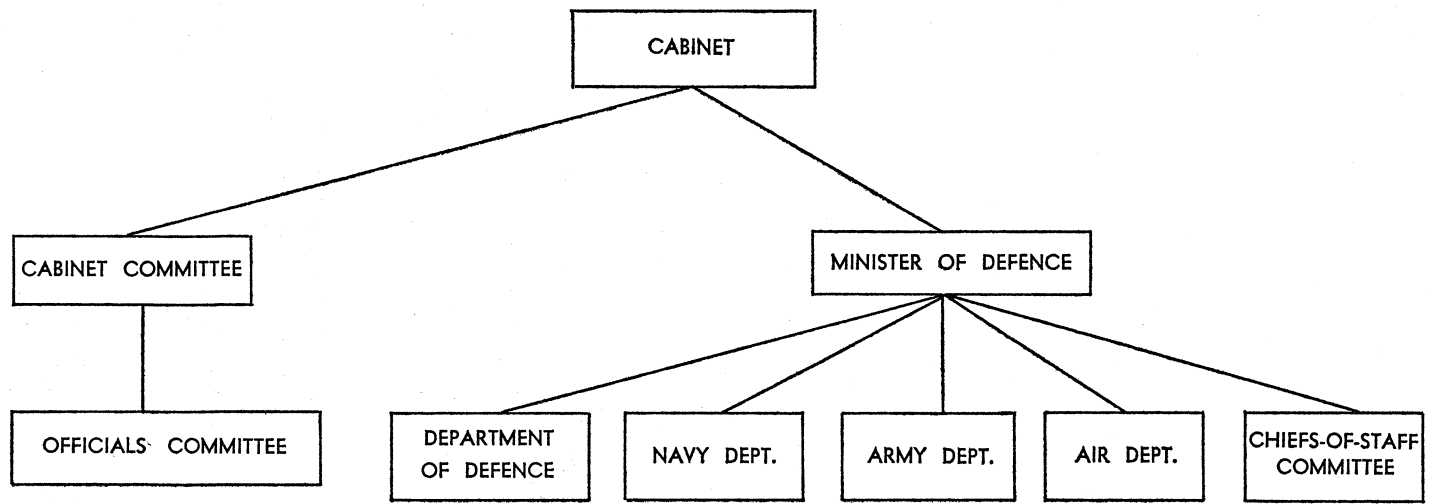 CABINET
CABINET COMMITTEE
MINISTER OF DEFENCE
OFFICIALS COMMITTEE
DEPARTMENT
OF DEFENCE
NAVY DEPT.
ARMY DEPT.
AIR DEPT.
CHIEFS-OF-STAFF
COMMITTEE